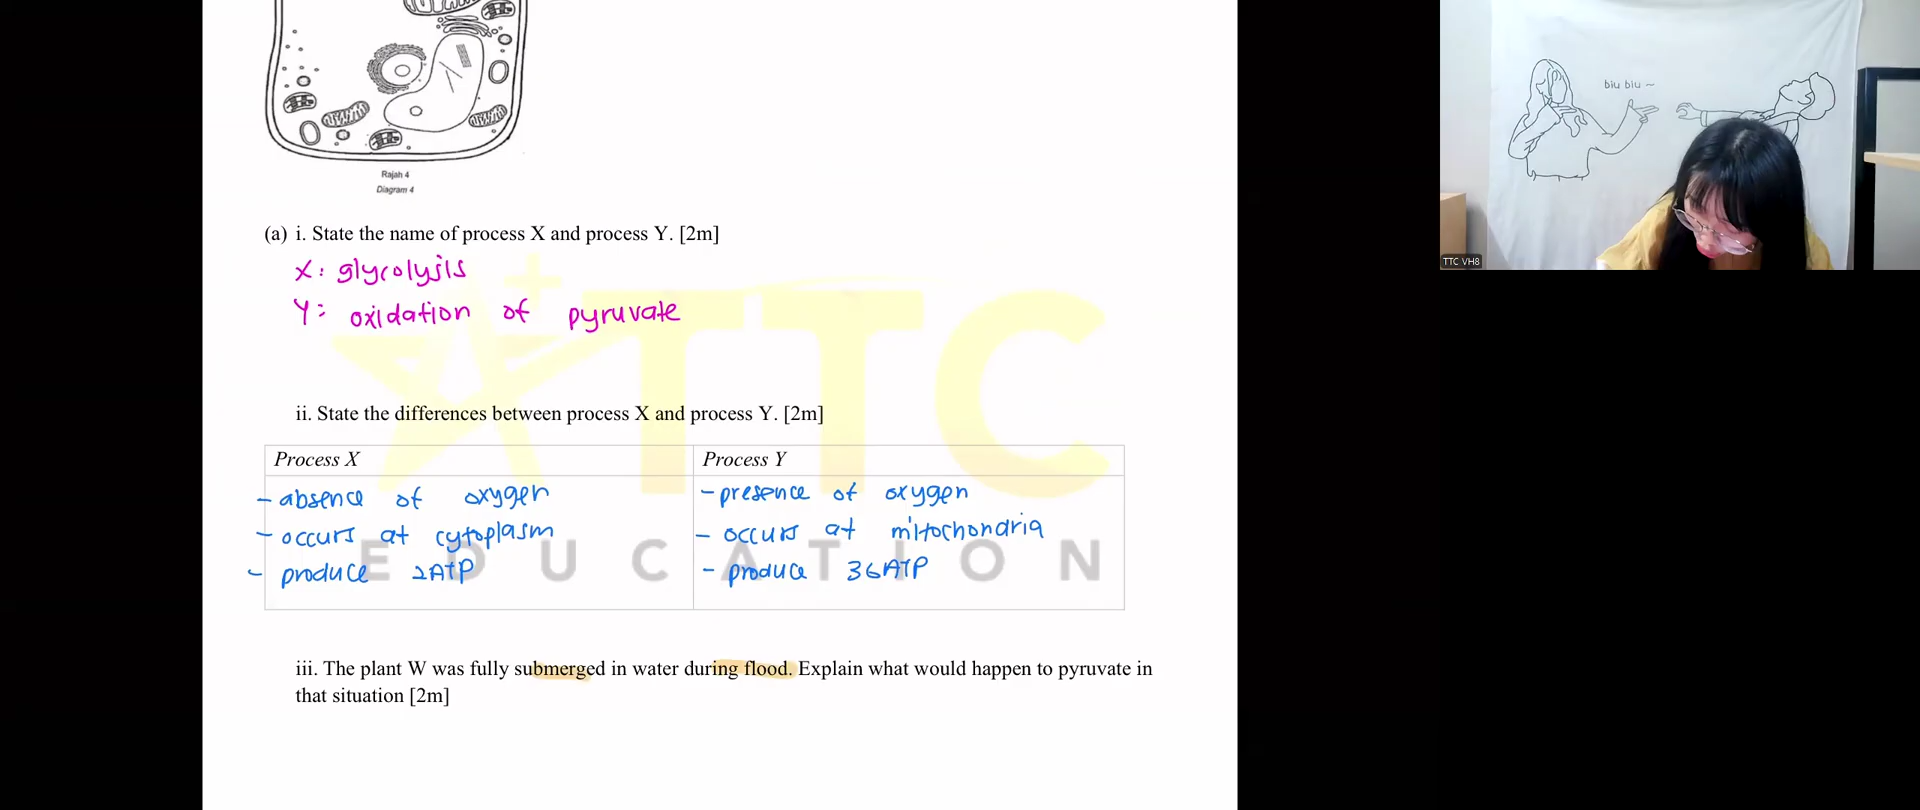 biu biu ~
TTC VH8
Rajah 4
Diagram 4
(a) i. State the name of process X and process Y. [2m]
X: glycolysis
Y: oxidation of pyruvate
TTC
EDUCATION
ii. State the differences between process X and process Y. [2m]
Process X
- absence of oxygen
- occurs at cytoplasm
- produce 2ATP
Process Y
- presence of oxygen
- occurs at mitochondria
- produce 36ATP
iii. The plant W was fully submerged in water during flood. Explain what would happen to pyruvate in
that situation [2m]